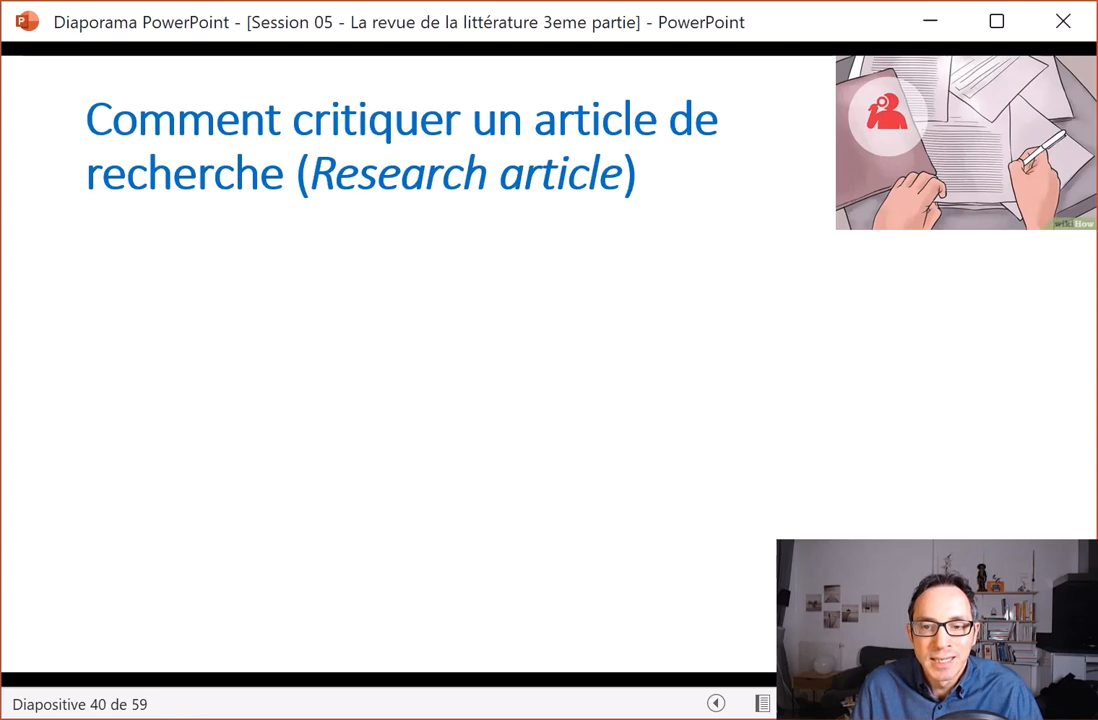 Diaporama PowerPoint - [Session 05 - La revue de la littérature 3eme partie] - PowerPoint
Comment critiquer un article de
recherche (Research article)
wikiHow
Diapositive 40 de 59